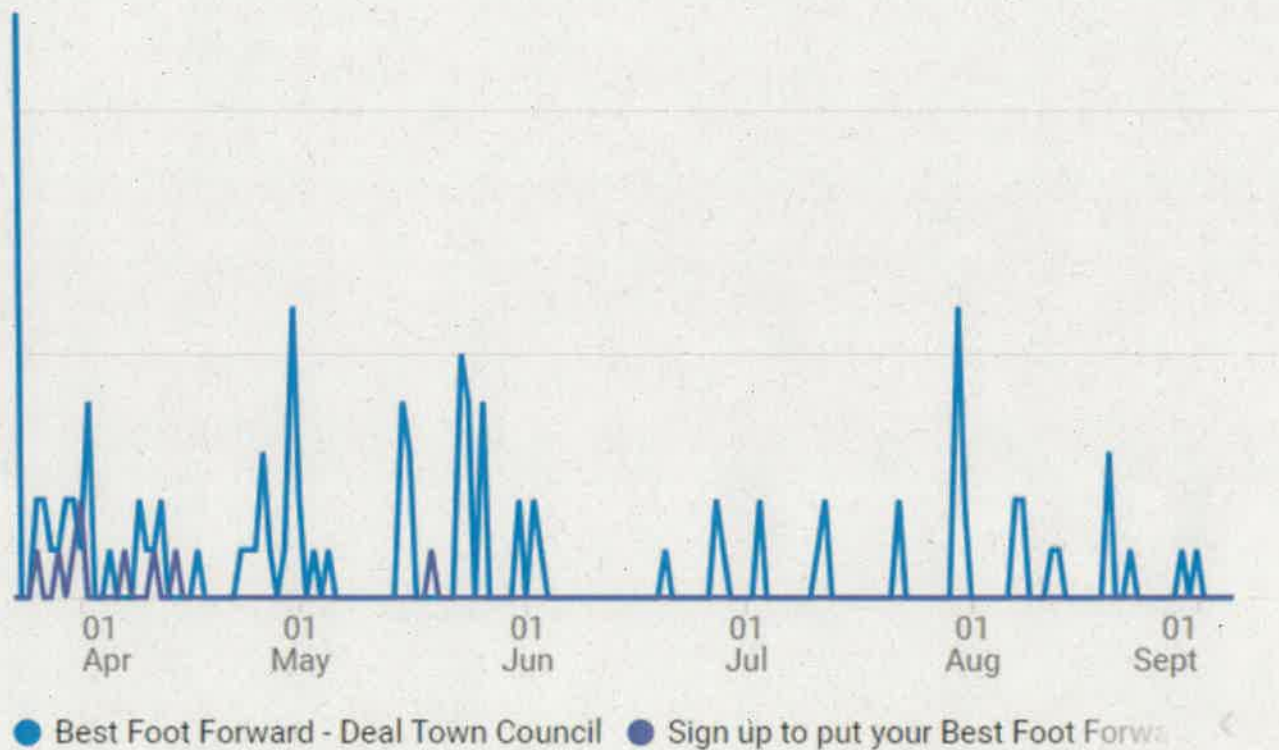 01 01 01 01 01 01
Apr May Jun Jul Aug Sept
Best Foot Forward - Deal Town Council Sign up to put your Best Foot